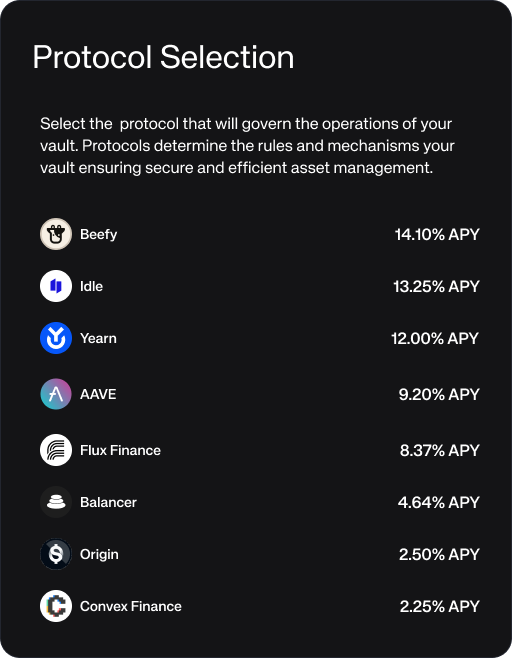 Protocol Selection
Select the  protocol that will govern the operations of your
vault. Protocols determine the rules and mechanisms your
vault ensuring secure and efficient asset management.
Beefy 14.10% APY
Idle 13.25% APY
Yearn 12.00% APY
AAVE 9.20% APY
Flux Finance 8.37% APY
Balancer 4.64% APY
Origin 2.50% APY
Convex Finance 2.25% APY